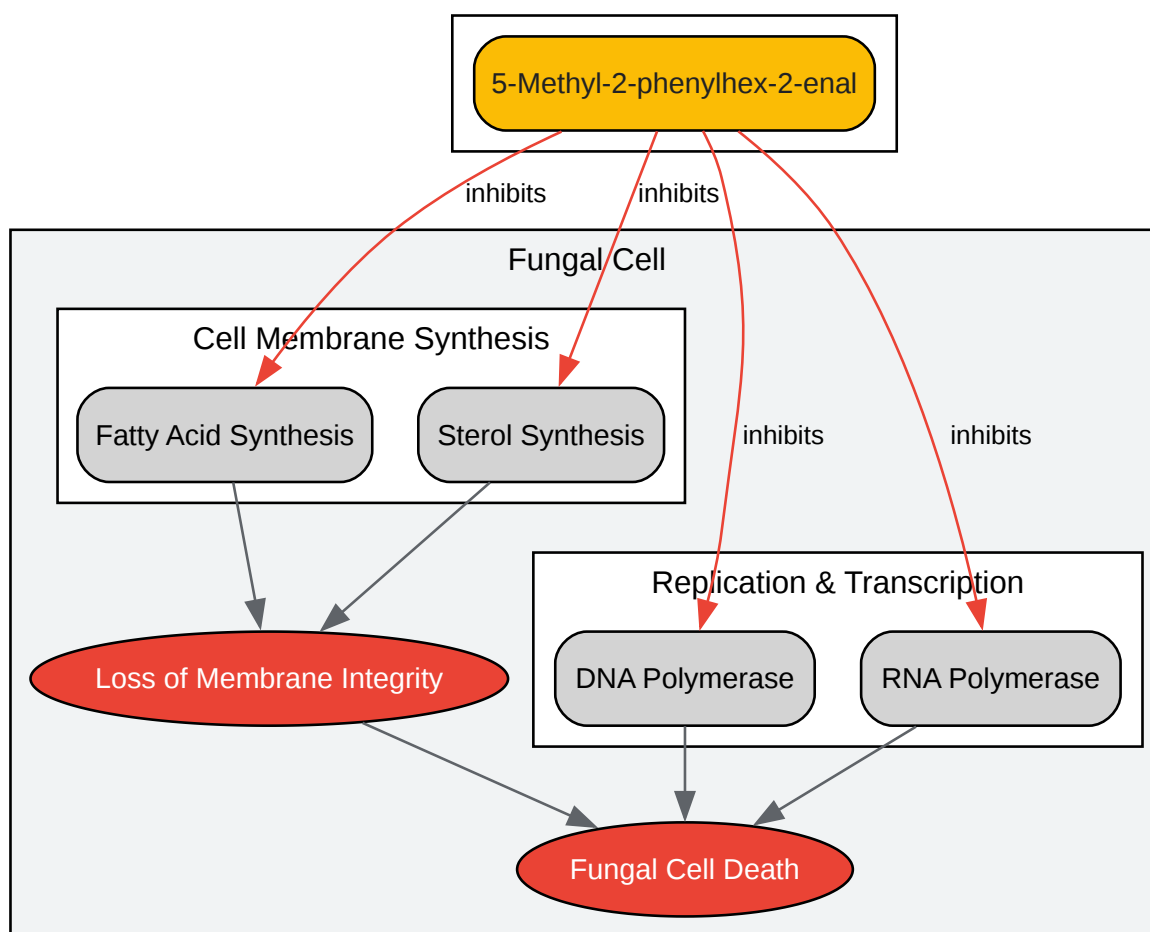 5-Methyl-2-phenylhex-2-enal
inhibits
inhibits
Fungal Cell
Cell Membrane Synthesis
Fatty Acid Synthesis
Sterol Synthesis
inhibits
inhibits
Replication & Transcription
DNA Polymerase
RNA Polymerase
Loss of Membrane Integrity
Fungal Cell Death